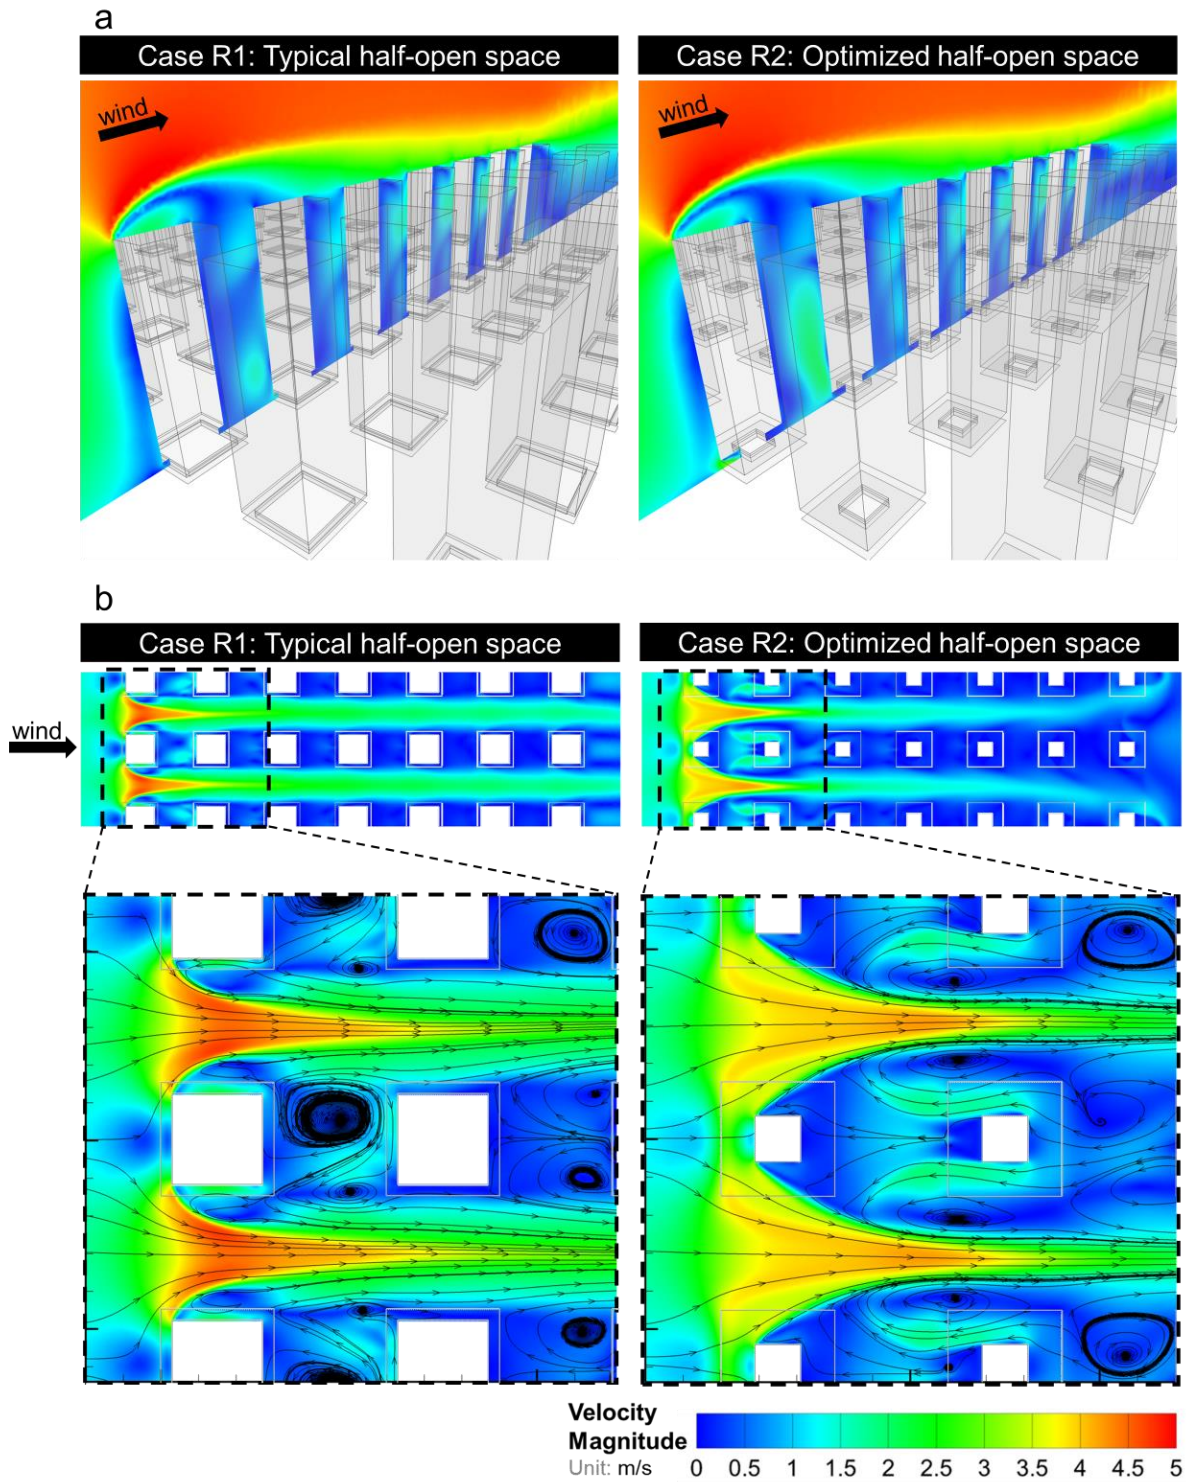 a
Case R1: Typical half-open space
Case R2: Optimized half-open space
wind
wind
b
Case R1: Typical half-open space
Case R2: Optimized half-open space
wind
Velocity
Magnitude
Unit: m/s
0 0.5 1 1.5 2 2.5 3 3.5 4 4.5 5